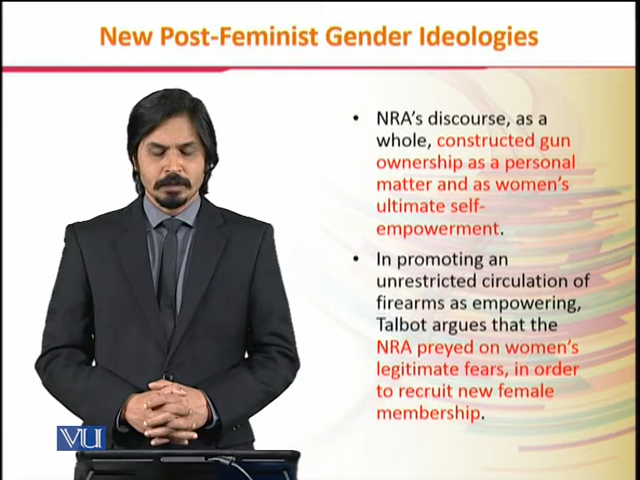 New Post-Feminist Gender Ideologies
• NRA's discourse, as a
whole, constructed gun
ownership as a personal
matter and as women's
ultimate self-
empowerment.
• In promoting an
unrestricted circulation of
firearms as empowering,
Talbot argues that the
NRA preyed on women's
legitimate fears, in order
to recruit new female
membership.
VU